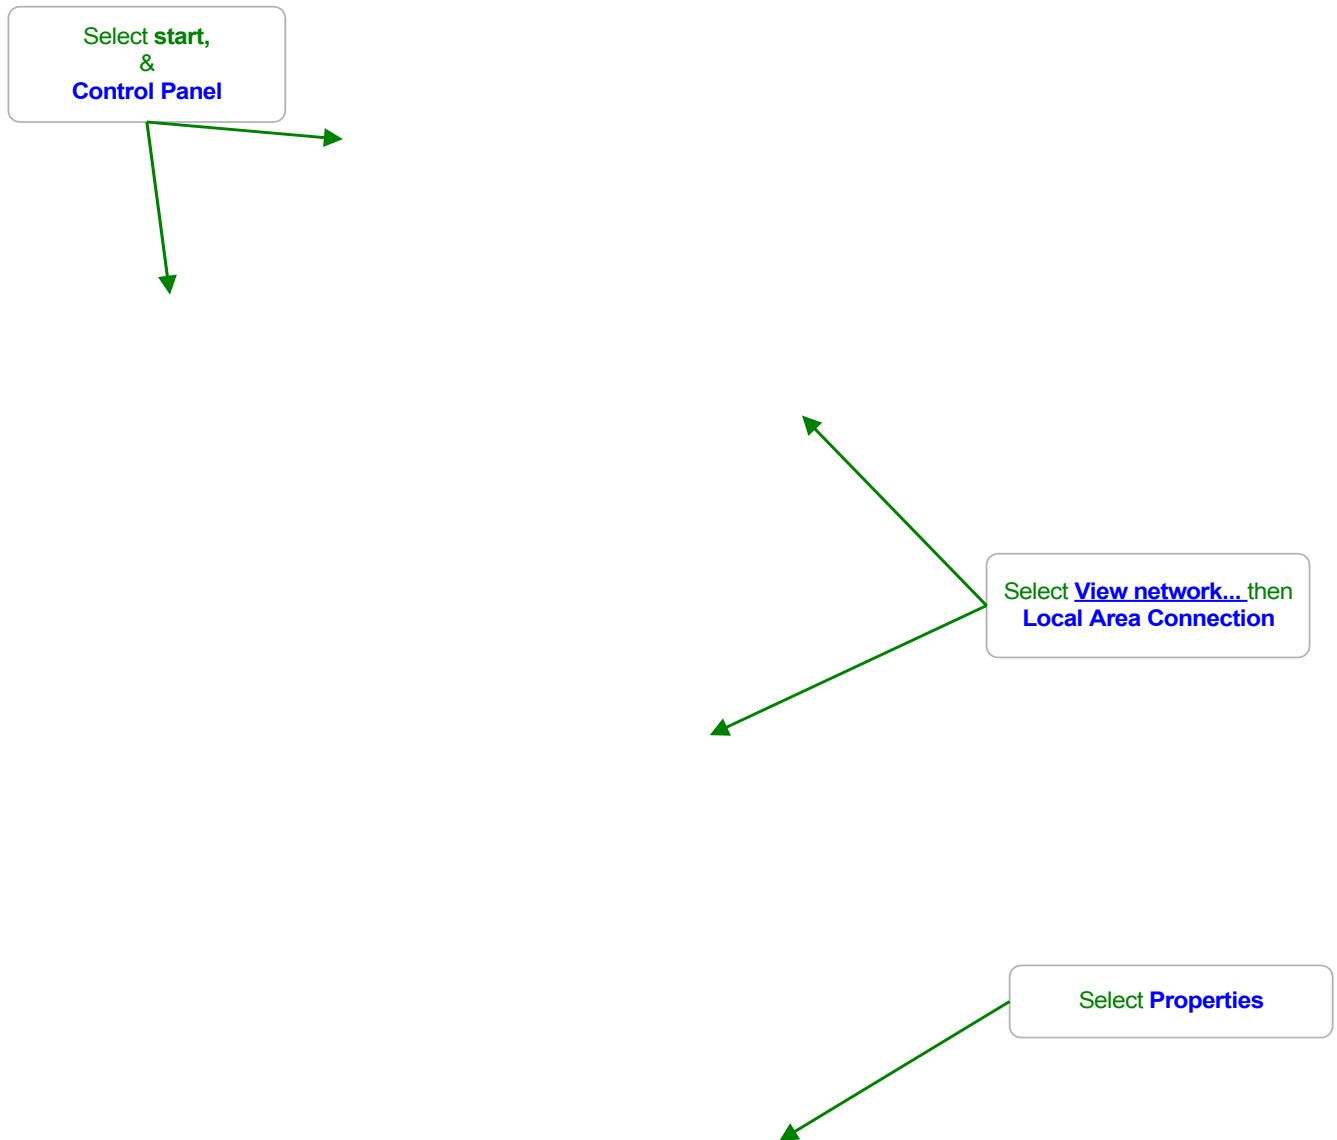 Select start,
&
Control Panel
Select View network... then
Local Area Connection
Select Properties